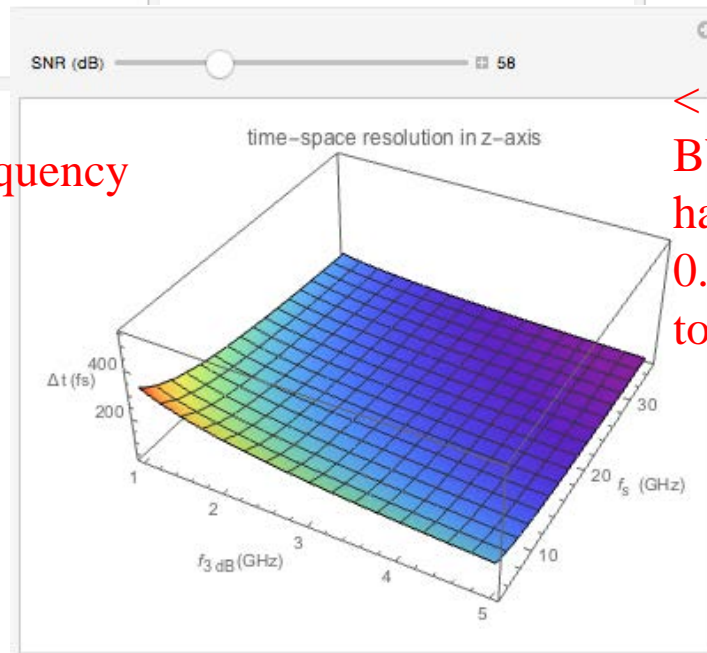 SNR (dB) 58
time-space resolution in z-axis
quency
<
ha
0.
to
400
Δt (fs)
200
1
2
3
4
5
f3 dB(GHz)
10
20
30
fs (GHz)